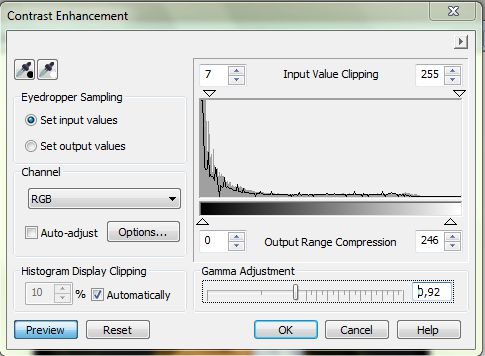 Contrast Enhancement
7 Input Value Clipping 255
Eyedropper Sampling
Set input values
Set output values
Channel
RGB
Auto-adjust Options...
0 Output Range Compression 246
Histogram Display Clipping
10 % Automatically
Gamma Adjustment
0,92
Preview Reset OK Cancel Help